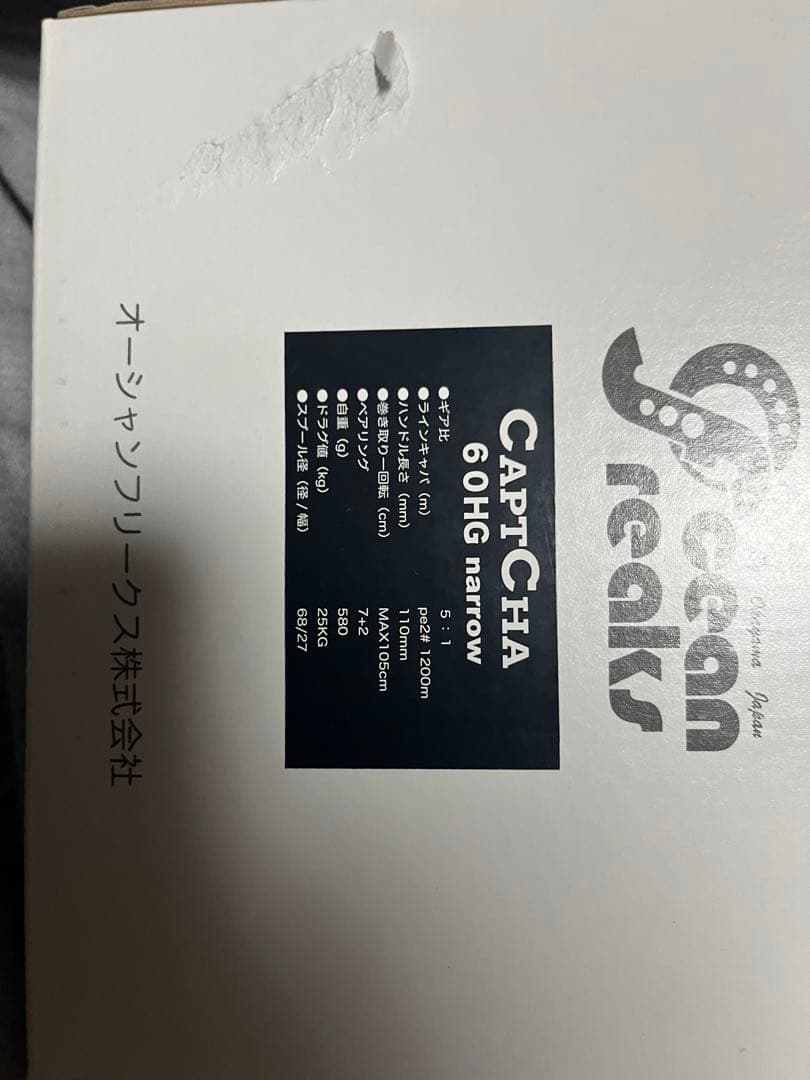 Ocean
Freaks
Okayama Japan
CAPTCHA
60HG narrow
●ギア比 5:1
●ラインキャパ(m) pe2# 1200m
●ハンドル長さ(mm) 110mm
●巻き取り一回転(cm) MAX105cm
●ベアリング 7+2
●自重(g) 580
●ドラグ値(kg) 25KG
●スプール径(径/幅) 68/27
オーシャンフリークス株式会社